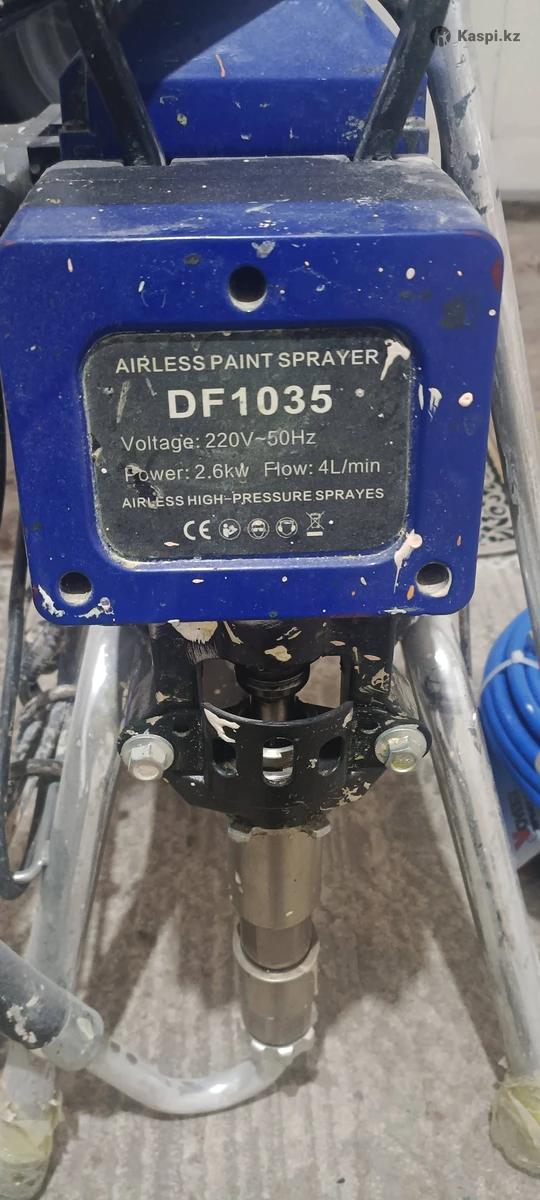 Kaspi.kz
AIRLESS PAINT SPRAYER
DF1035
Voltage: 220V~50Hz
Power: 2.6kw Flow: 4L/min
AIRLESS HIGH-PRESSURE SPRAYES
CE